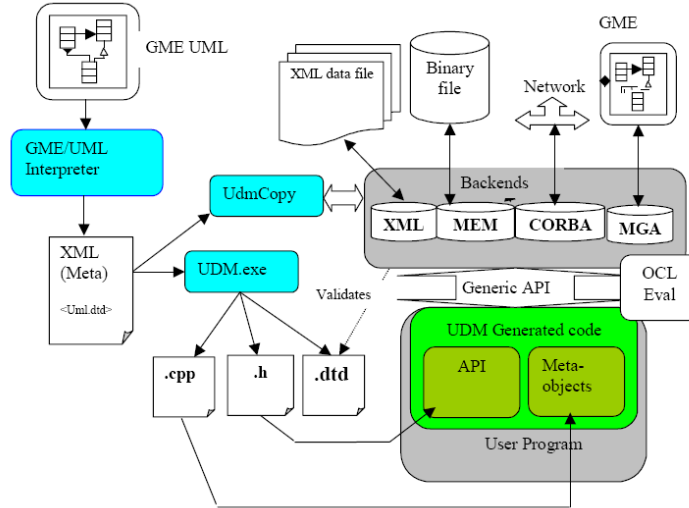 GME UML
GME
XML data file
Binary
file
Network
GME/UML
Interpreter
Backends
UdmCopy
XML
MEM
CORBA
MGA
XML
(Meta)
<Uml.dtd>
UDM.exe
Validates
Generic API
OCL
Eval
UDM Generated code
.cpp
.h
.dtd
API
Meta-
objects
User Program